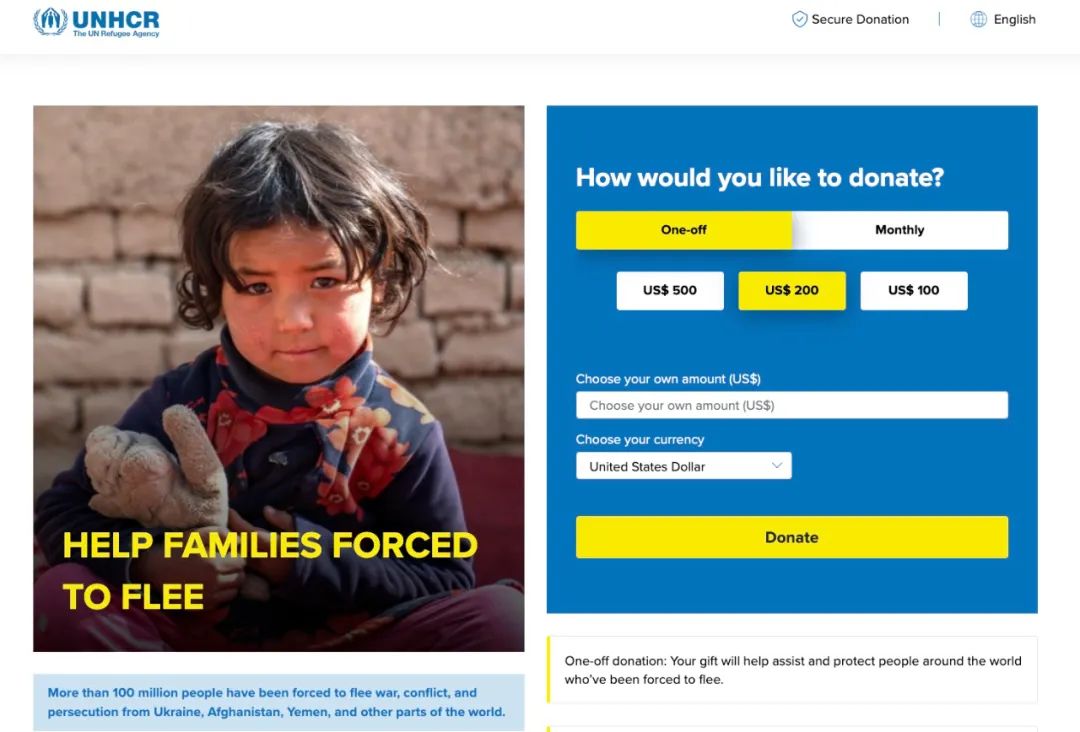 UNHCR
The UN Refugee Agency
Secure Donation
English
HELP FAMILIES FORCED
TO FLEE
More than 100 million people have been forced to flee war, conflict, and
persecution from Ukraine, Afghanistan, Yemen, and other parts of the world.
How would you like to donate?
One-off
Monthly
US$ 500
US$ 200
US$ 100
Choose your own amount (US$)
Choose your own amount (US$)
Choose your currency
United States Dollar
Donate
One-off donation: Your gift will help assist and protect people around the world
who've been forced to flee.